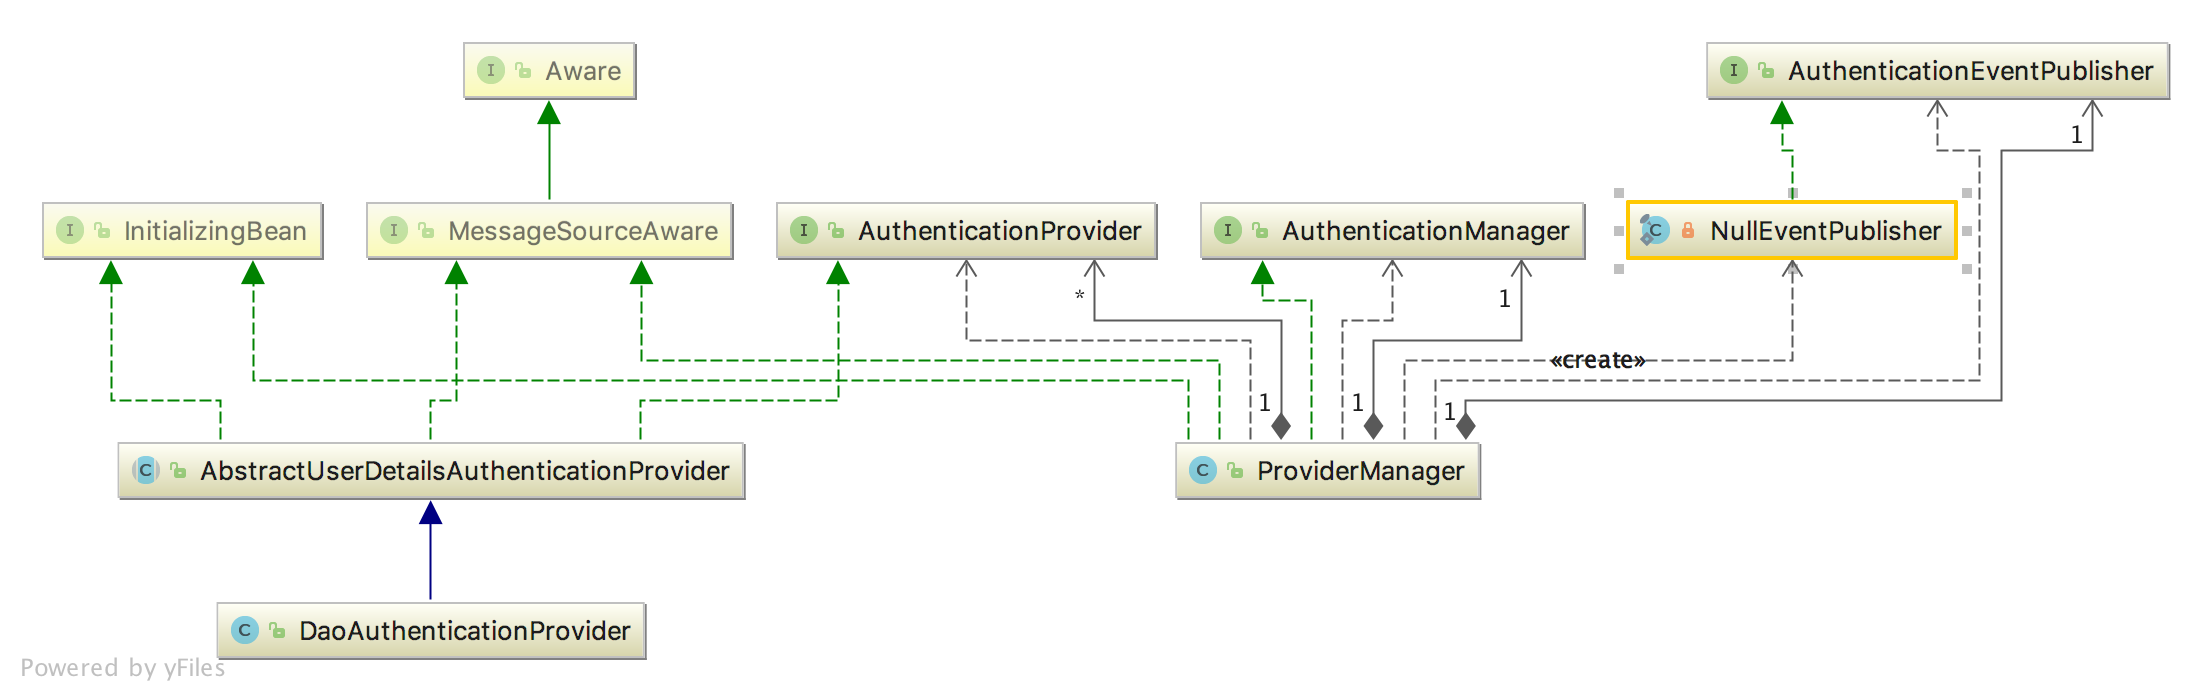 I Aware
I AuthenticationEventPublisher
1
I InitializingBean
I MessageSourceAware
I AuthenticationProvider
I AuthenticationManager
C NullEventPublisher
*
1
«create»
1
1
1
C AbstractUserDetailsAuthenticationProvider
C ProviderManager
C DaoAuthenticationProvider
Powered by yFiles